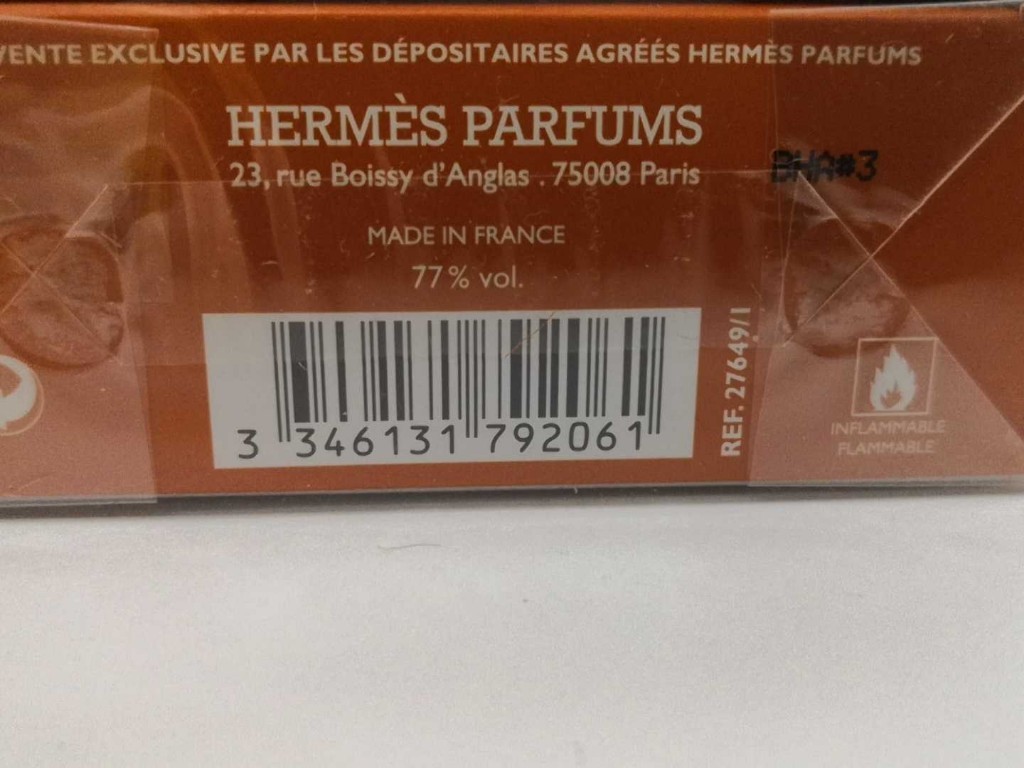 VENTE EXCLUSIVE PAR LES DÉPOSITAIRES AGRÉÉS HERMÈS PARFUMS
HERMÈS PARFUMS
23, rue Boissy d'Anglas . 75008 Paris
BHA#3
MADE IN FRANCE
77% vol.
3 346131 792061
REF. 27649/1
INFLAMMABLE
FLAMMABLE